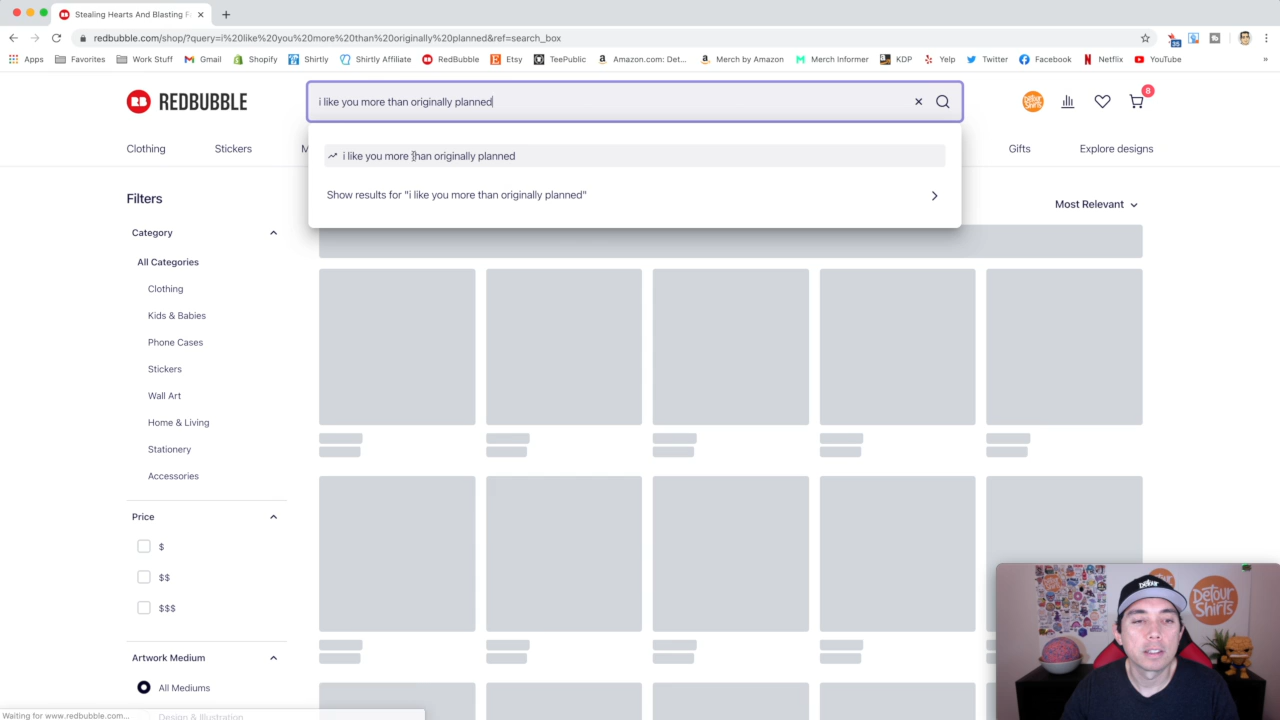 Stealing Hearts And Blasting F
redbubble.com/shop/?query=i%20like%20you%20more%20than%20originally%20planned&ref=search_box
Apps Favorites Work Stuff Gmail Shopify Shirtly Shirtly Affiliate RedBubble Etsy TeePublic Amazon.com: Det... Merch by Amazon Merch Informer KDP Yelp Twitter Facebook Netflix YouTube »
RB REDBUBBLE
i like you more than originally planned
8
Clothing Stickers M Gifts Explore designs
i like you more than originally planned
Show results for "i like you more than originally planned"
Filters
Most Relevant
Category
All Categories
Clothing
Kids & Babies
Phone Cases
Stickers
Wall Art
Home & Living
Stationery
Accessories
Price
$
$$
$$$
Artwork Medium
All Mediums
Design & Illustration
Waiting for www.redbubble.com...
Detour
Detour
Shirts